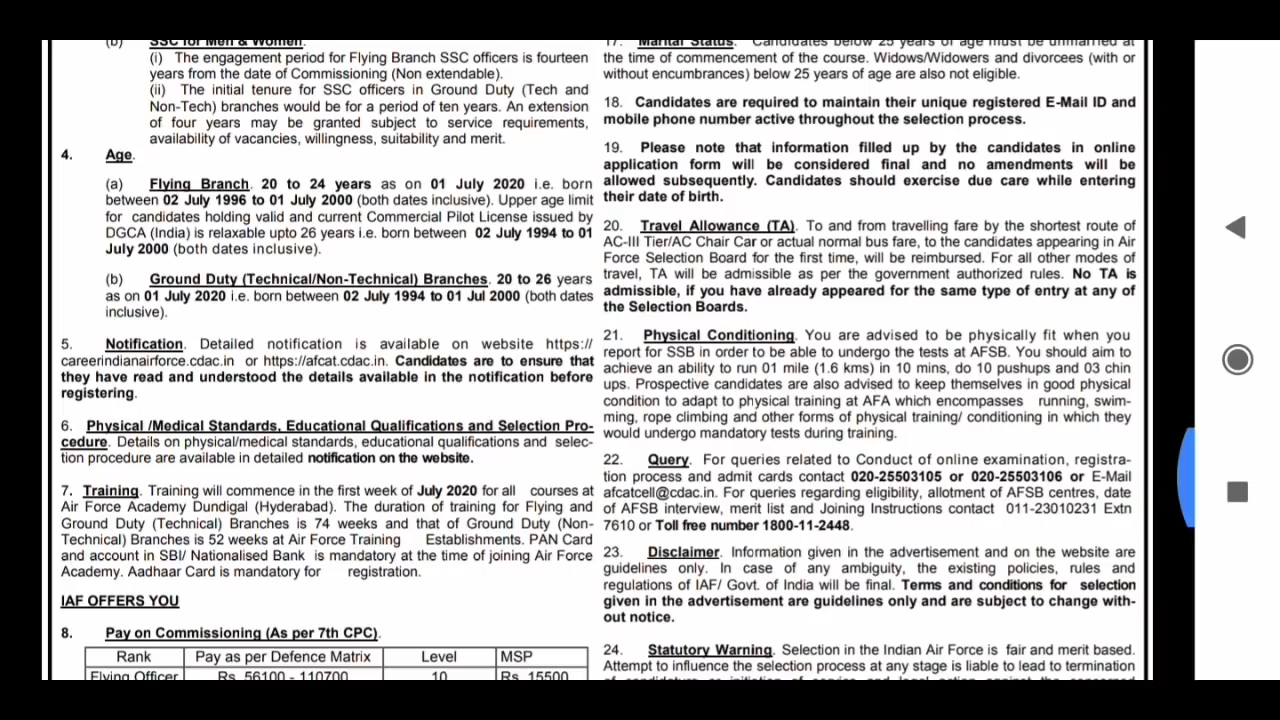 (b) SSC for Men & Women.
(i) The engagement period for Flying Branch SSC officers is fourteen
years from the date of Commissioning (Non extendable).
(ii) The initial tenure for SSC officers in Ground Duty (Tech and
Non-Tech) branches would be for a period of ten years. An extension
of four years may be granted subject to service requirements,
availability of vacancies, willingness, suitability and merit.
4. Age.
(a) Flying Branch. 20 to 24 years as on 01 July 2020 i.e. born
between 02 July 1996 to 01 July 2000 (both dates inclusive). Upper age limit
for candidates holding valid and current Commercial Pilot License issued by
DGCA (India) is relaxable upto 26 years i.e. born between 02 July 1994 to 01
July 2000 (both dates inclusive).
(b) Ground Duty (Technical/Non-Technical) Branches. 20 to 26 years
as on 01 July 2020 i.e. born between 02 July 1994 to 01 Jul 2000 (both dates
inclusive).
5. Notification. Detailed notification is available on website https://
careerindianairforce.cdac.in or https://afcat.cdac.in. Candidates are to ensure that
they have read and understood the details available in the notification before
registering.
6. Physical /Medical Standards, Educational Qualifications and Selection Pro-
cedure. Details on physical/medical standards, educational qualifications and selec-
tion procedure are available in detailed notification on the website.
7. Training. Training will commence in the first week of July 2020 for all courses at
Air Force Academy Dundigal (Hyderabad). The duration of training for Flying and
Ground Duty (Technical) Branches is 74 weeks and that of Ground Duty (Non-
Technical) Branches is 52 weeks at Air Force Training Establishments. PAN Card
and account in SBI/ Nationalised Bank is mandatory at the time of joining Air Force
Academy. Aadhaar Card is mandatory for registration.
IAF OFFERS YOU
8. Pay on Commissioning (As per 7th CPC).
Rank Pay as per Defence Matrix Level MSP
Flying Officer Rs. 56100 - 110700 10 Rs. 15500
17. Marital Status. Candidates below 25 years of age must be unmarried at
the time of commencement of the course. Widows/Widowers and divorcees (with or
without encumbrances) below 25 years of age are also not eligible.
18. Candidates are required to maintain their unique registered E-Mail ID and
mobile phone number active throughout the selection process.
19. Please note that information filled up by the candidates in online
application form will be considered final and no amendments will be
allowed subsequently. Candidates should exercise due care while entering
their date of birth.
20. Travel Allowance (TA). To and from travelling fare by the shortest route of
AC-III Tier/AC Chair Car or actual normal bus fare, to the candidates appearing in Air
Force Selection Board for the first time, will be reimbursed. For all other modes of
travel, TA will be admissible as per the government authorized rules. No TA is
admissible, if you have already appeared for the same type of entry at any of
the Selection Boards.
21. Physical Conditioning. You are advised to be physically fit when you
report for SSB in order to be able to undergo the tests at AFSB. You should aim to
achieve an ability to run 01 mile (1.6 kms) in 10 mins, do 10 pushups and 03 chin
ups. Prospective candidates are also advised to keep themselves in good physical
condition to adapt to physical training at AFA which encompasses running, swim-
ming, rope climbing and other forms of physical training/ conditioning in which they
would undergo mandatory tests during training.
22. Query. For queries related to Conduct of online examination, registra-
tion process and admit cards contact 020-25503105 or 020-25503106 or E-Mail
afcatcell@cdac.in. For queries regarding eligibility, allotment of AFSB centres, date
of AFSB interview, merit list and Joining Instructions contact 011-23010231 Extn
7610 or Toll free number 1800-11-2448.
23. Disclaimer. Information given in the advertisement and on the website are
guidelines only. In case of any ambiguity, the existing policies, rules and
regulations of IAF/ Govt. of India will be final. Terms and conditions for selection
given in the advertisement are guidelines only and are subject to change with-
out notice.
24. Statutory Warning. Selection in the Indian Air Force is fair and merit based.
Attempt to influence the selection process at any stage is liable to lead to termination